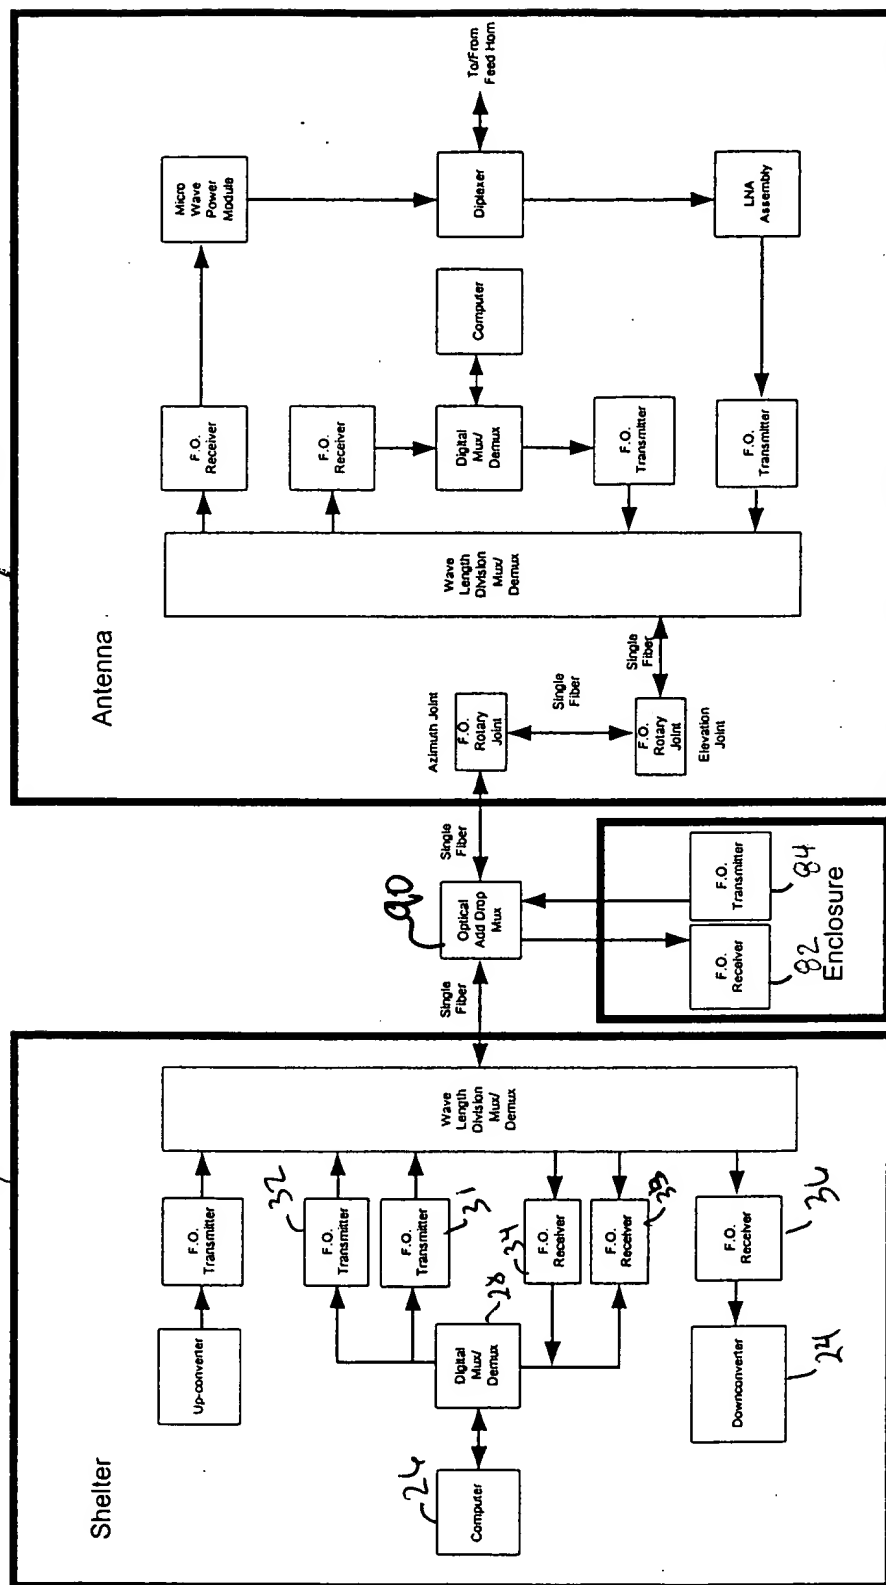 Shelter
Up-converter
F.O.
Transmitter
32
F.O.
Transmitter
31
F.O.
Transmitter
Computer
Digital
Mux/
Demux
28
34
F.O.
Receiver
F.O.
Receiver
Downconverter
24
F.O.
Receiver
36
Wave
Length
Division
Mux/
Demux
Single
Fiber
90
Optical
Add Drop
Mux
Single
Fiber
F.O.
Receiver
82
F.O.
Transmitter
84
Enclosure
Antenna
Azimuth Joint
F.O.
Rotary
Joint
Single
Fiber
F.O.
Rotary
Joint
Elevation
Joint
Single
Fiber
Wave
Length
Division
Mux/
Demux
F.O.
Receiver
F.O.
Receiver
Digital
Mux/
Demux
Computer
F.O.
Transmitter
F.O.
Transmitter
Micro
Wave
Power
Module
Diplexer
To/From
Feed Horn
LNA
Assembly